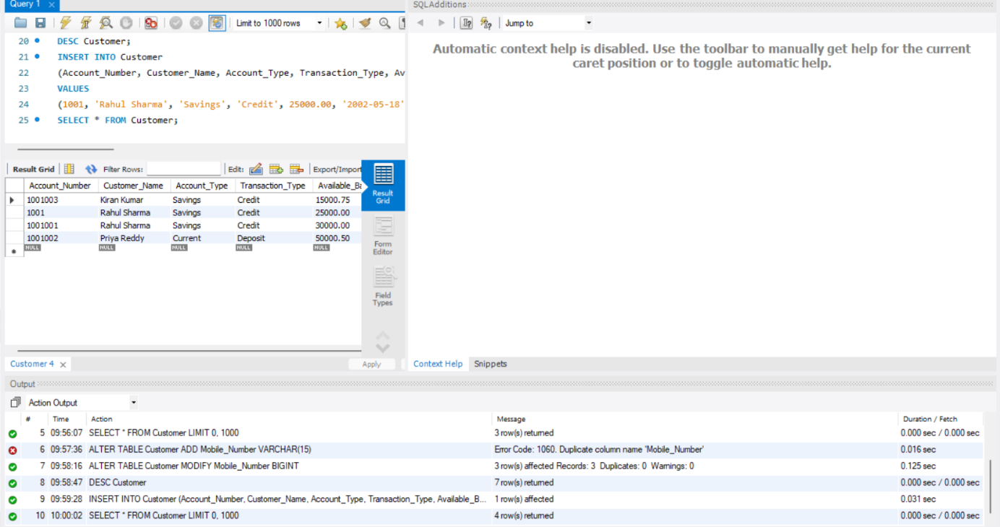 Query 1
SQLAdditions
Limit to 1000 rows
Jump to
20 DESC Customer;
21 INSERT INTO Customer
22 (Account_Number, Customer_Name, Account_Type, Transaction_Type, Av
23 VALUES
24 (1001, 'Rahul Sharma', 'Savings', 'Credit', 25000.00, '2002-05-18'
25 SELECT * FROM Customer;
Automatic context help is disabled. Use the toolbar to manually get help for the current
caret position or to toggle automatic help.
Result Grid Filter Rows: Edit: Export/Import
Account_Number Customer_Name Account_Type Transaction_Type Available_Ba
1001003 Kiran Kumar Savings Credit 15000.75
1001 Rahul Sharma Savings Credit 25000.00
1001001 Rahul Sharma Savings Credit 30000.00
1001002 Priya Reddy Current Deposit 50000.50
NULL NULL NULL NULL NULL
Result
Grid
Form
Editor
Field
Types
Customer 4
Apply
Context Help Snippets
Output
Action Output
# Time Action Message Duration / Fetch
5 09:56:07 SELECT * FROM Customer LIMIT 0, 1000 3 row(s) returned 0.000 sec / 0.000 sec
6 09:57:36 ALTER TABLE Customer ADD Mobile_Number VARCHAR(15) Error Code: 1060. Duplicate column name 'Mobile_Number' 0.016 sec
7 09:58:16 ALTER TABLE Customer MODIFY Mobile_Number BIGINT 3 row(s) affected Records: 3 Duplicates: 0 Warnings: 0 0.125 sec
8 09:58:47 DESC Customer 7 row(s) returned 0.000 sec / 0.000 sec
9 09:59:28 INSERT INTO Customer (Account_Number, Customer_Name, Account_Type, Transaction_Type, Available_B... 1 row(s) affected 0.031 sec
10 10:00:02 SELECT * FROM Customer LIMIT 0, 1000 4 row(s) returned 0.000 sec / 0.000 sec